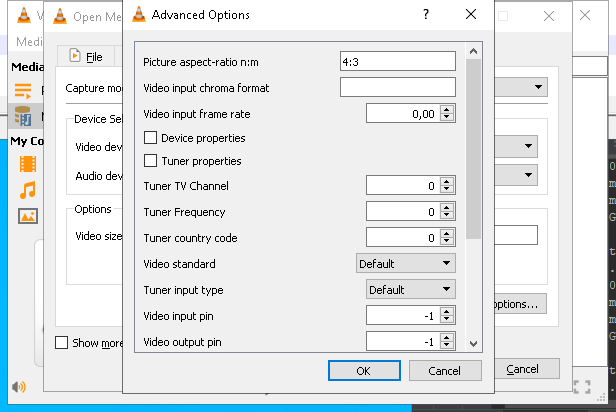 V
Open Me
Advanced Options
?
Medi
Media
File
Capture mo
Device Sel
Video dev
Audio dev
My Co
Options
Video size
Picture aspect-ratio n:m
4:3
Video input chroma format
Video input frame rate
0,00
Device properties
Tuner properties
Tuner TV Channel
0
Tuner Frequency
0
Tuner country code
0
Video standard
Default
Tuner input type
Default
Video input pin
-1
Video output pin
-1
ptions...
Show more
OK
Cancel
Cancel